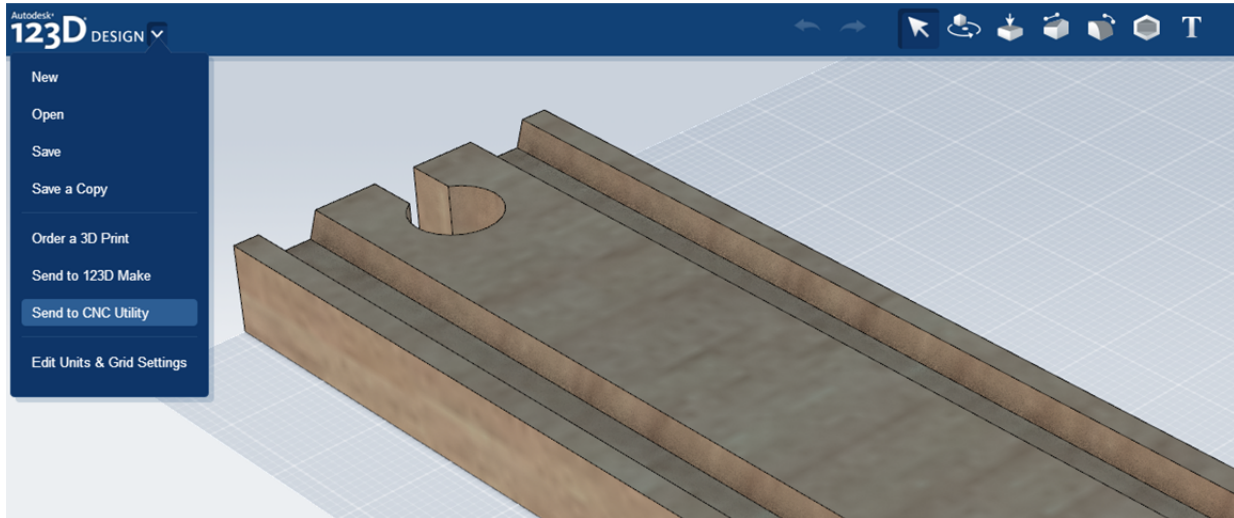 Autodesk®
123D DESIGN
T
New
Open
Save
Save a Copy
Order a 3D Print
Send to 123D Make
Send to CNC Utility
Edit Units & Grid Settings